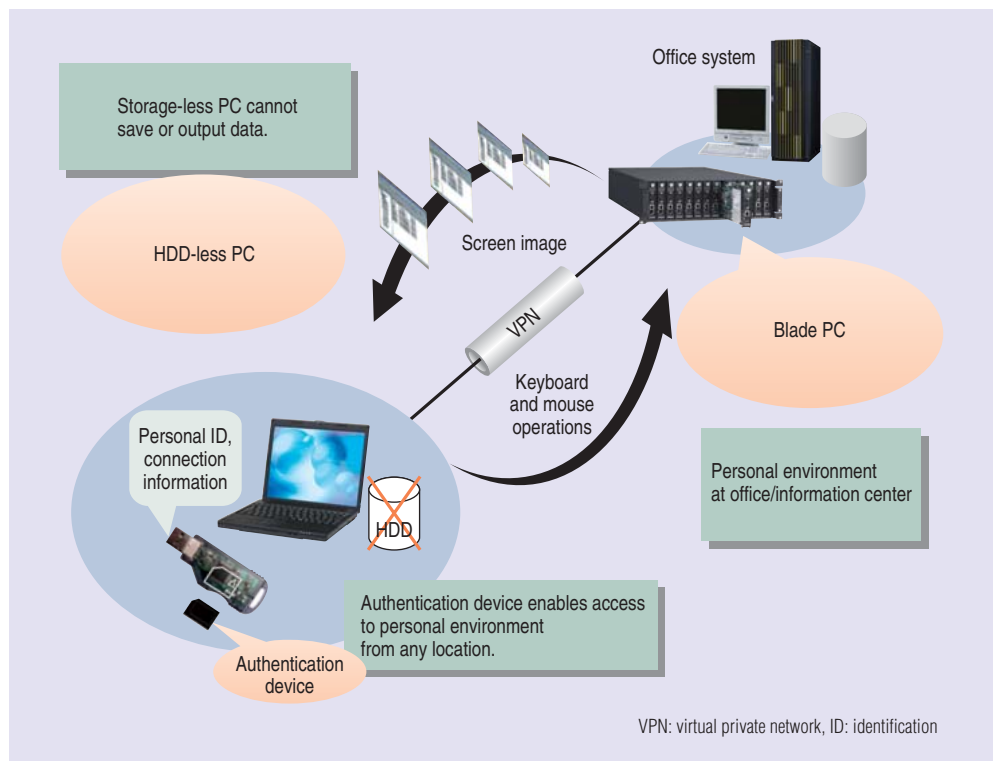 Office system
Storage-less PC cannot
save or output data.
HDD-less PC
Screen image
VPN
Blade PC
Keyboard
and mouse
operations
Personal ID,
connection
information
HDD
Personal environment
at office/information center
Authentication device enables access
to personal environment
from any location.
Authentication
device
VPN: virtual private network, ID: identification